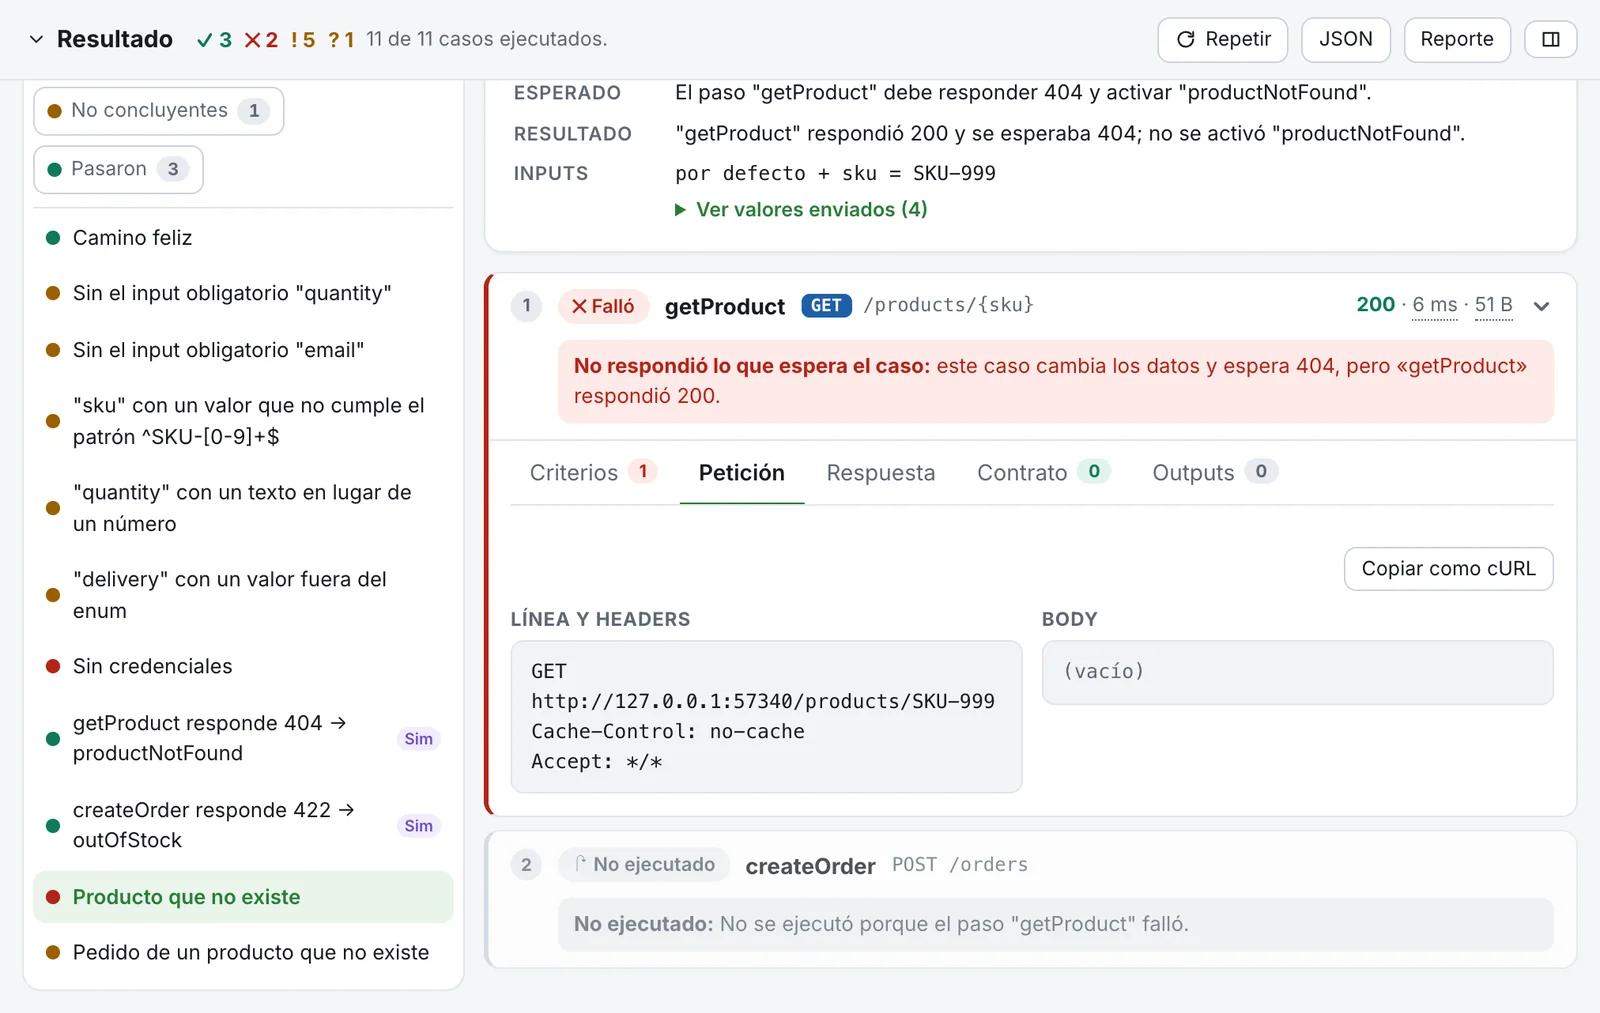 Resultado 3 2 ! 5 ? 1 11 de 11 casos ejecutados.
Repetir JSON Reporte
No concluyentes 1
Pasaron 3
Camino feliz
Sin el input obligatorio "quantity"
Sin el input obligatorio "email"
"sku" con un valor que no cumple el
patrón ^SKU-[0-9]+$
"quantity" con un texto en lugar de
un número
"delivery" con un valor fuera del
enum
Sin credenciales
getProduct responde 404 →
productNotFound
Sim
createOrder responde 422 →
outOfStock
Sim
Producto que no existe
Pedido de un producto que no existe
ESPERADO El paso "getProduct" debe responder 404 y activar "productNotFound".
RESULTADO "getProduct" respondió 200 y se esperaba 404; no se activó "productNotFound".
INPUTS por defecto + sku = SKU-999
Ver valores enviados (4)
1 Falló getProduct GET /products/{sku} 200 · 6 ms · 51 B
No respondió lo que espera el caso: este caso cambia los datos y espera 404, pero «getProduct»
respondió 200.
Criterios 1 Petición Respuesta Contrato 0 Outputs 0
Copiar como cURL
LÍNEA Y HEADERS
GET
http://127.0.0.1:57340/products/SKU-999
Cache-Control: no-cache
Accept: */*
BODY
(vacío)
2 No ejecutado createOrder POST /orders
No ejecutado: No se ejecutó porque el paso "getProduct" falló.